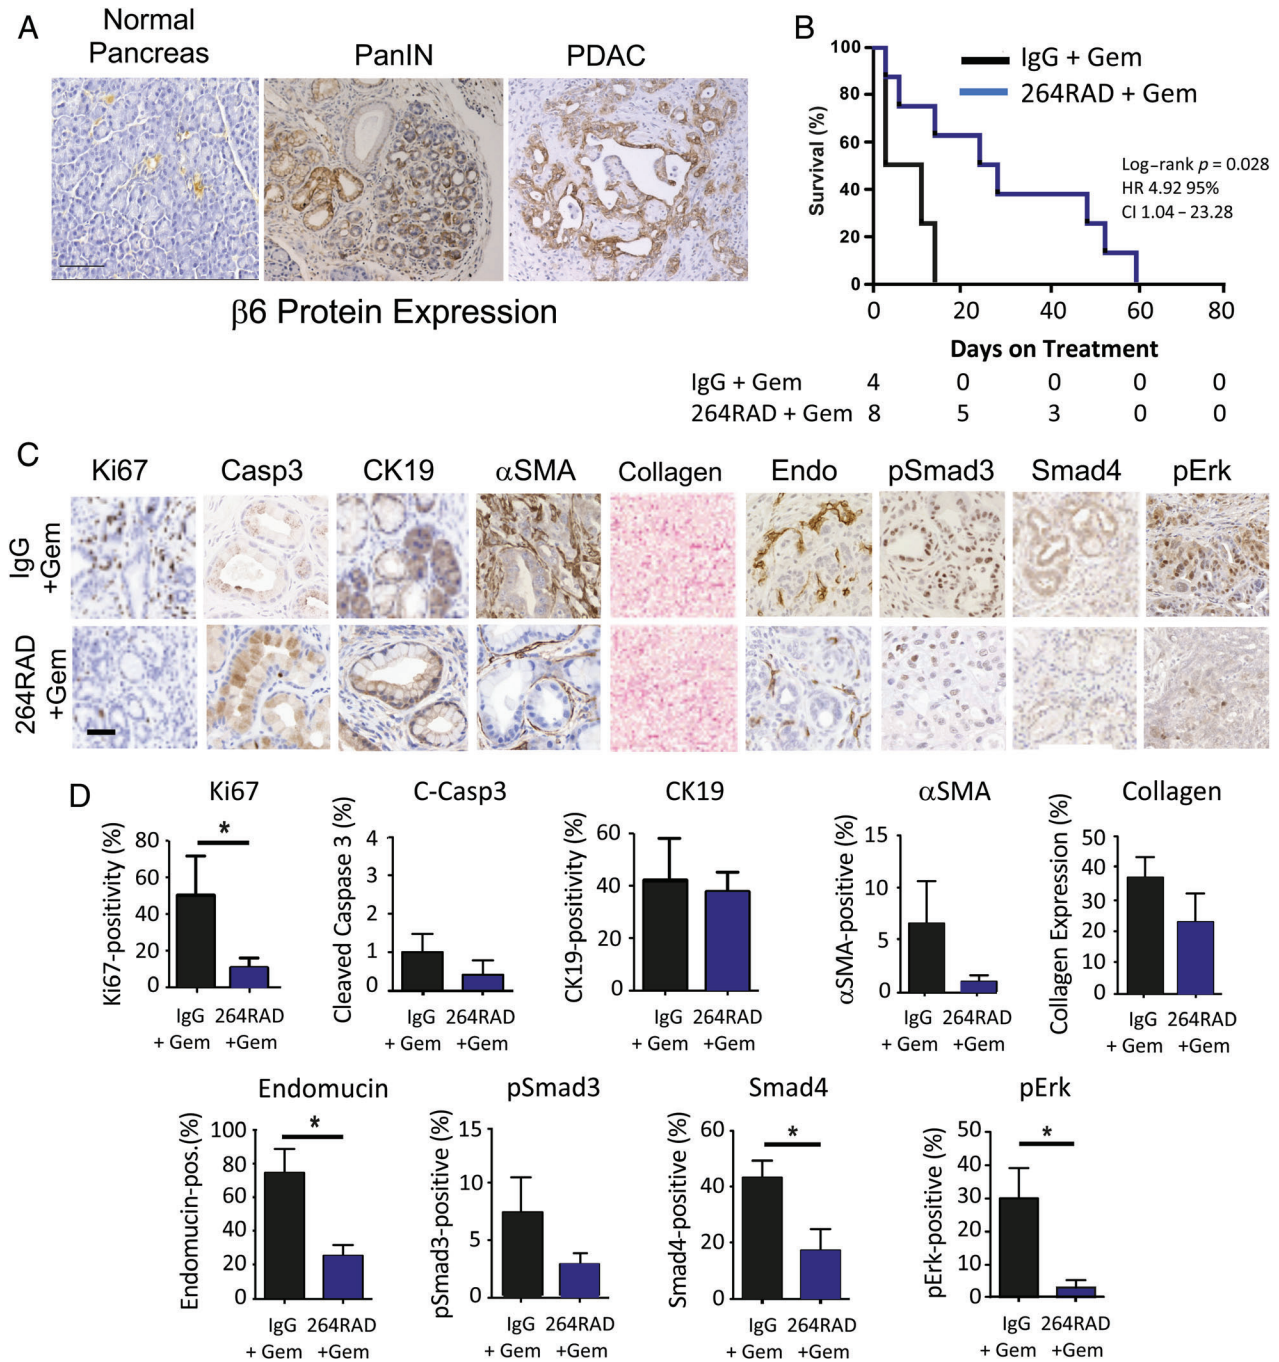 A
Normal
Pancreas
PanIN
PDAC
β6 Protein Expression
B
Survival (%)
100
80
60
40
20
0
IgG + Gem
264RAD + Gem
Log–rank p = 0.028
HR 4.92 95%
CI 1.04 – 23.28
0 20 40 60 80
Days on Treatment
IgG + Gem 4 0 0 0 0
264RAD + Gem 8 5 3 0 0
C
Ki67 Casp3 CK19 αSMA Collagen Endo pSmad3 Smad4 pErk
IgG
+Gem
264RAD
+Gem
D
Ki67
Ki67-positivity (%)
80
60
40
20
0
*
IgG 264RAD
+ Gem +Gem
C-Casp3
Cleaved Caspase 3 (%)
4
3
2
1
0
IgG 264RAD
+ Gem +Gem
CK19
CK19-positivity (%)
60
40
20
0
IgG 264RAD
+ Gem +Gem
αSMA
αSMA-positive (%)
15
10
5
0
IgG 264RAD
+ Gem +Gem
Collagen
Collagen Expression (%)
50
40
30
20
10
0
IgG 264RAD
+ Gem +Gem
Endomucin
Endomucin-pos.(%)
100
80
60
40
20
0
*
IgG 264RAD
+ Gem +Gem
pSmad3
pSmad3-positive (%)
15
10
5
0
IgG 264RAD
+ Gem +Gem
Smad4
Smad4-positive (%)
60
40
20
0
*
IgG 264RAD
+ Gem +Gem
pErk
pErk-positive (%)
50
40
30
20
10
0
*
IgG 264RAD
+ Gem +Gem